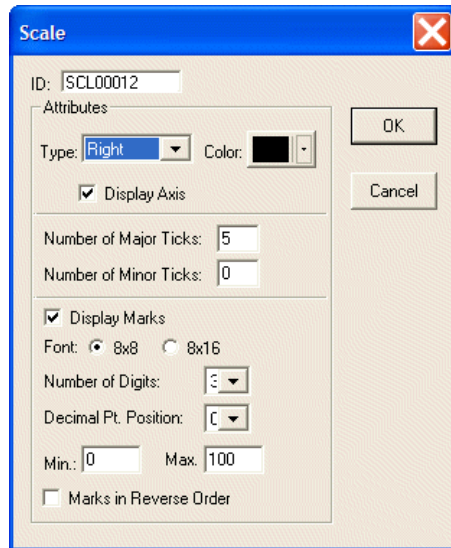 Scale
ID: SCL00012
Attributes
OK
Type: Right Color:
Display Axis
Cancel
Number of Major Ticks: 5
Number of Minor Ticks: 0
Display Marks
Font: 8x8 8x16
Number of Digits: 3
Decimal Pt. Position:
Min.: 0 Max. 100
Marks in Reverse Order